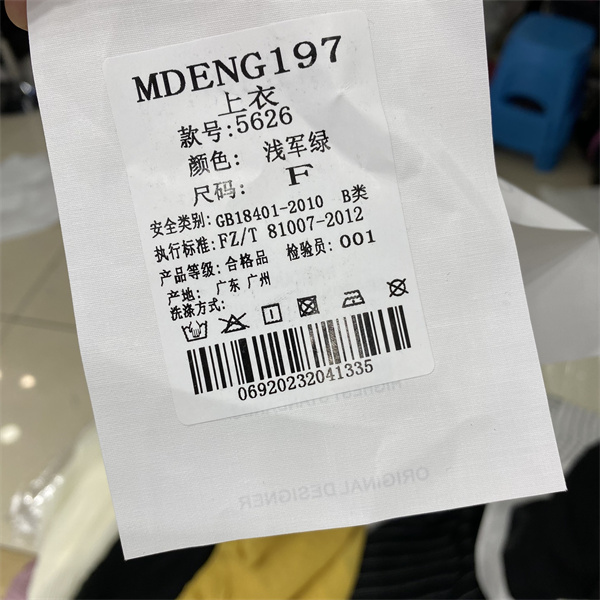 MDENG197
上衣
款号:5626
颜色: 浅军绿
尺码: F
安全类别:GB18401-2010 B类
执行标准:FZ/T 81007-2012
产品等级:合格品 检验员:001
产地: 广东 广州
洗涤方式:
06920232041335
ORIGINAL DESIGNER